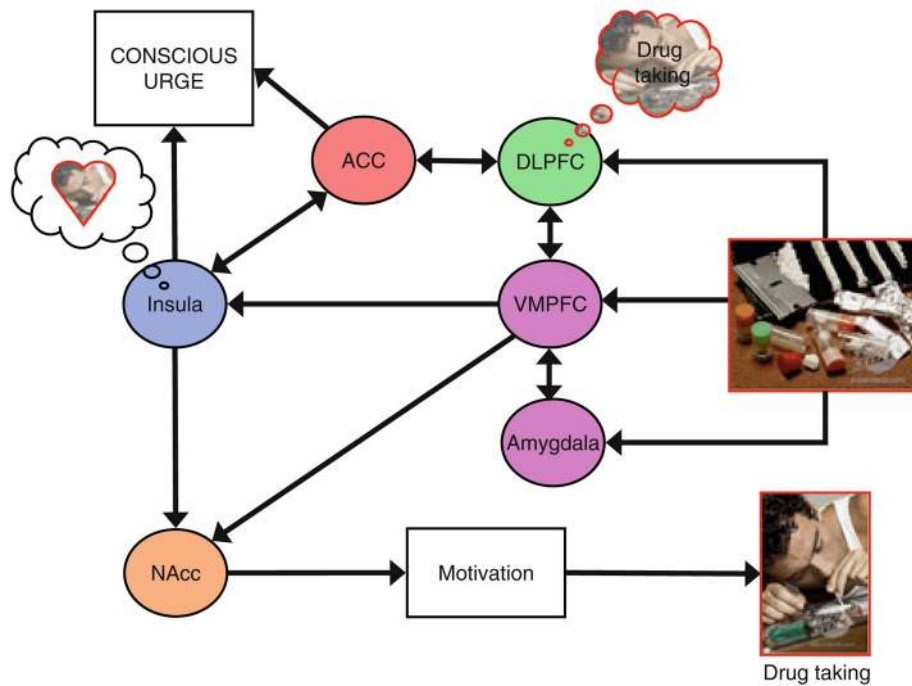 CONSCIOUS
URGE
Drug
taking
ACC
DLPFC
Insula
VMPFC
Amygdala
NAcc
Motivation
Drug taking